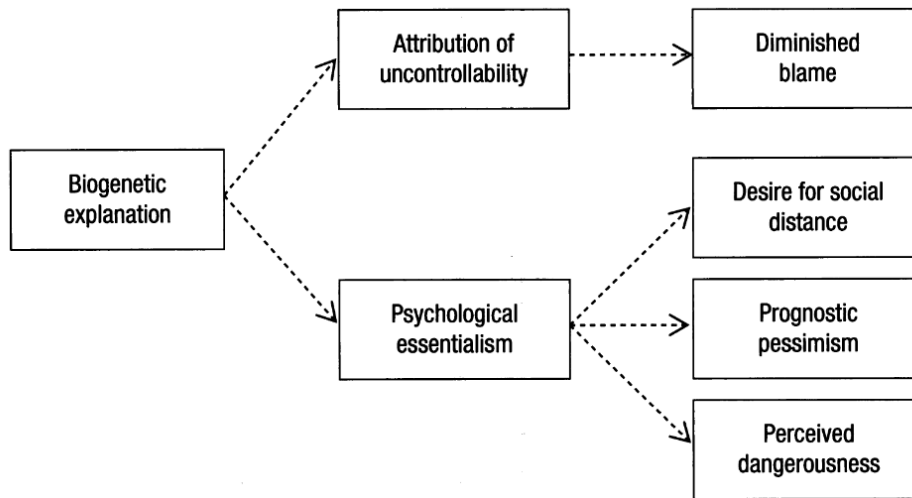 Attribution of
uncontrollability
Diminished
blame
Biogenetic
explanation
Desire for social
distance
Psychological
essentialism
Prognostic
pessimism
Perceived
dangerousness